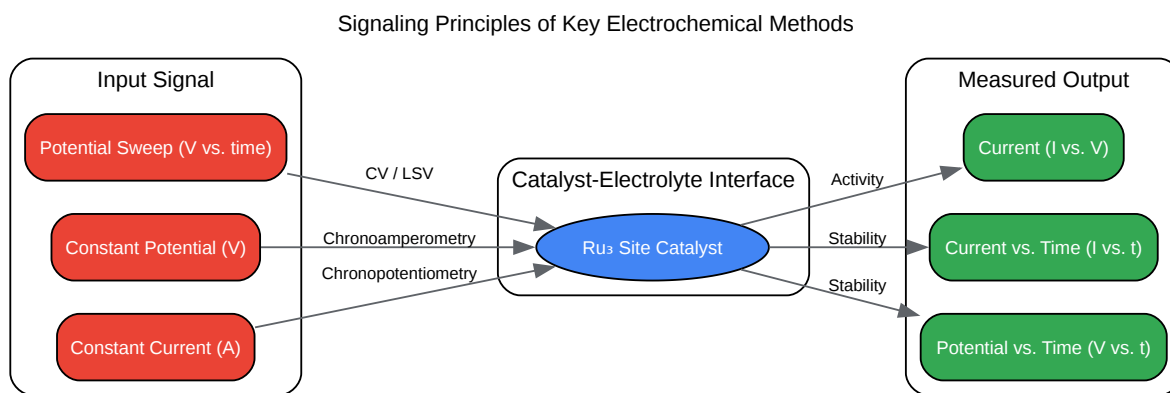 Signaling Principles of Key Electrochemical Methods
Input Signal
Potential Sweep (V vs. time)
Constant Potential (V)
Constant Current (A)
CV / LSV
Chronoamperometry
Chronopotentiometry
Catalyst-Electrolyte Interface
Ru₃ Site Catalyst
Activity
Stability
Stability
Measured Output
Current (I vs. V)
Current vs. Time (I vs. t)
Potential vs. Time (V vs. t)